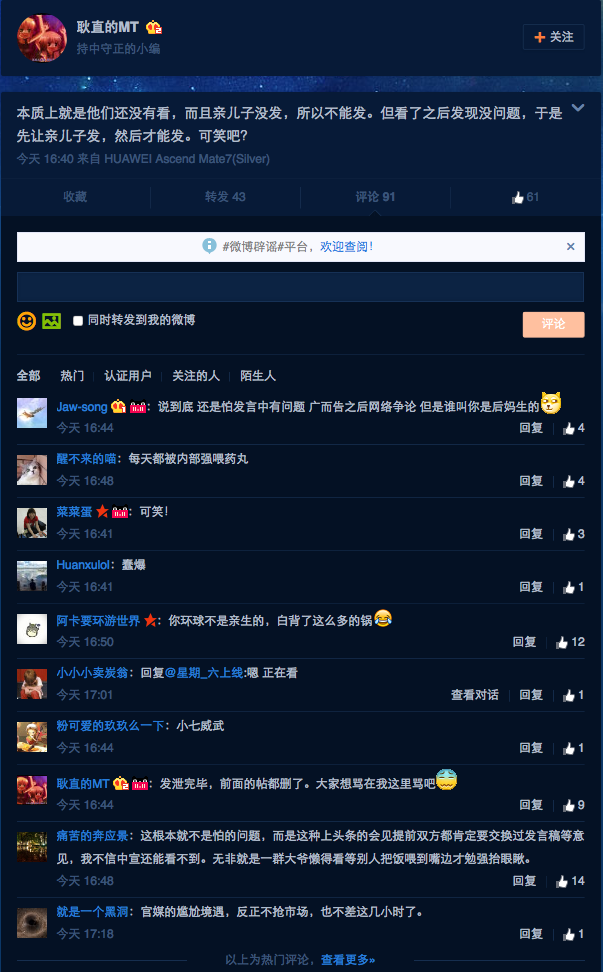 耿直的MT
持中守正的小编
+ 关注
本质上就是他们还没有看，而且亲儿子没发，所以不能发。但看了之后发现没问题，于是
先让亲儿子发，然后才能发。可笑吧？
今天 16:40 来自 HUAWEI Ascend Mate7(Silver)
收藏 转发 43 评论 91 61
#微博辟谣#平台，欢迎查阅！ ×
同时转发到我的微博 评论
全部 热门 认证用户 关注的人 陌生人
Jaw-song：说到底 还是怕发言中有问题 广而告之后网络争论 但是谁叫你是后妈生的
今天 16:44 回复 4
醒不来的喵：每天都被内部强喂药丸
今天 16:48 回复 4
菜菜蛋：可笑！
今天 16:41 回复 3
Huanxulol：蠢爆
今天 16:41 回复 1
阿卡要环游世界：你环球不是亲生的，白背了这么多的锅
今天 16:50 回复 12
小小小卖炭翁：回复@星期_六上线:嗯 正在看
今天 17:01 查看对话 回复 1
粉可爱的玖玖么一下：小七威武
今天 16:44 回复 1
耿直的MT：发泄完毕，前面的帖都删了。大家想骂在我这里骂吧
今天 16:44 回复 9
痛苦的奔应景：这根本就不是怕的问题，而是这种上头条的会见提前双方都肯定要交换过发言稿等意
见，我不信中宣还能看不到。无非就是一群大爷懒得看等别人把饭喂到嘴边才勉强抬眼瞅。
今天 16:48 回复 14
就是一个黑洞：官媒的尴尬境遇，反正不抢市场，也不差这几小时了。
今天 17:18 回复 1
以上为热门评论，查看更多»